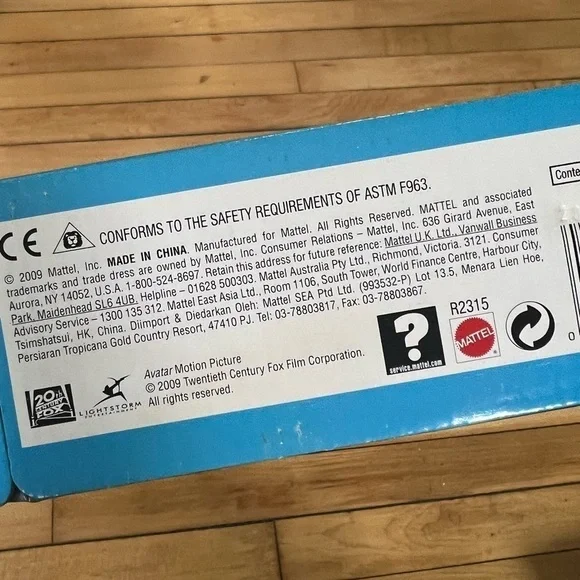 CE CONFORMS TO THE SAFETY REQUIREMENTS OF ASTM F963.
Conte
© 2009 Mattel, Inc. MADE IN CHINA. Manufactured for Mattel. All Rights Reserved. MATTEL and associated
trademarks and trade dress are owned by Mattel, Inc. Consumer Relations – Mattel, Inc. 636 Girard Avenue, East
Aurora, NY 14052, U.S.A. 1-800-524-8697. Retain this address for future reference: Mattel U.K. Ltd., Vanwall Business
Park, Maidenhead SL6 4UB. Helpline – 01628 500303. Mattel Australia Pty Ltd., Richmond, Victoria. 3121. Consumer
Advisory Service – 1300 135 312. Mattel East Asia Ltd., Room 1106, South Tower, World Finance Centre, Harbour City,
Tsimshatsui, HK, China. Diimport & Diedarkan Oleh: Mattel SEA Ptd Ltd. (993532-P) Lot 13.5, Menara Lien Hoe,
Persiaran Tropicana Golf Country Resort, 47410 PJ. Tel: 03-78803817, Fax: 03-78803867.
R2315
?
service.mattel.com
MATTEL
0
20th
CENTURY
FOX
LIGHTSTORM
ENTERTAINMENT
Avatar Motion Picture
© 2009 Twentieth Century Fox Film Corporation.
All rights reserved.